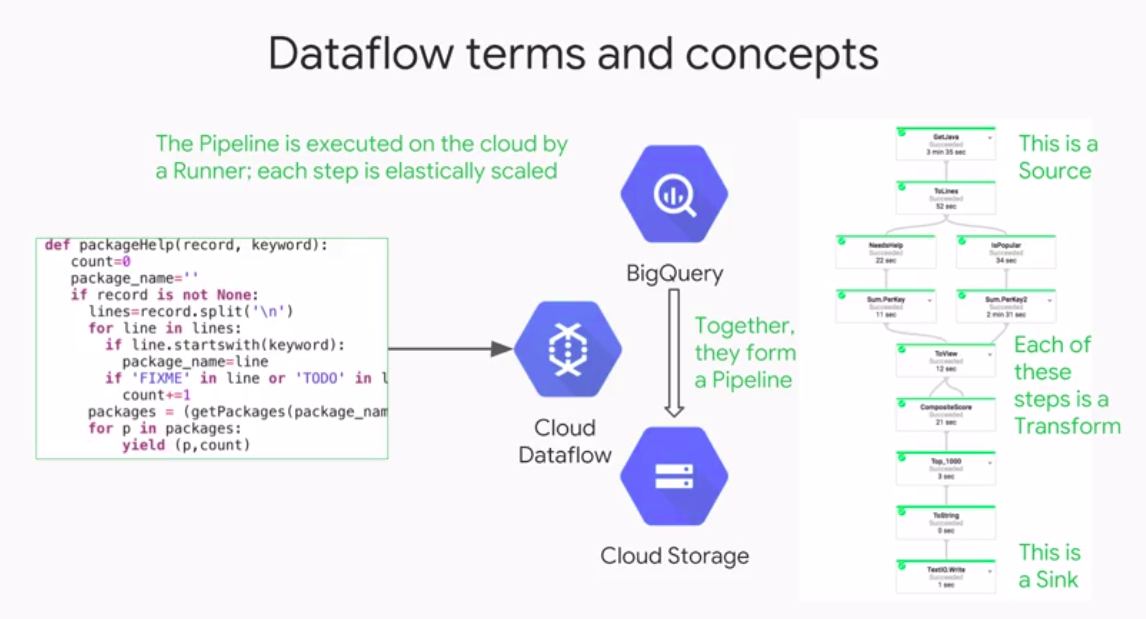 Dataflow terms and concepts
The Pipeline is executed on the cloud by
a Runner; each step is elastically scaled
def packageHelp(record, keyword):
count=0
package_name=''
if record is not None:
lines=record.split('\n')
for line in lines:
if line.startswith(keyword):
package_name=line
if 'FIXME' in line or 'TODO' in l
count+=1
packages = (getPackages(package_nam
for p in packages:
yield (p,count)
Cloud
Dataflow
BigQuery
Together,
they form
a Pipeline
Cloud Storage
GetJava
Succeeded
3 min 35 sec
This is a
Source
ToLines
Succeeded
52 sec
NeedsHelp
Succeeded
22 sec
IsPopular
Succeeded
34 sec
Sum.PerKey
Succeeded
11 sec
Sum.PerKey2
Succeeded
2 min 31 sec
ToView
Succeeded
12 sec
Each of
these
steps is a
Transform
CompositeScore
Succeeded
21 sec
Top_1000
Succeeded
3 sec
ToString
Succeeded
0 sec
TextIO.Write
Succeeded
1 sec
This is
a Sink